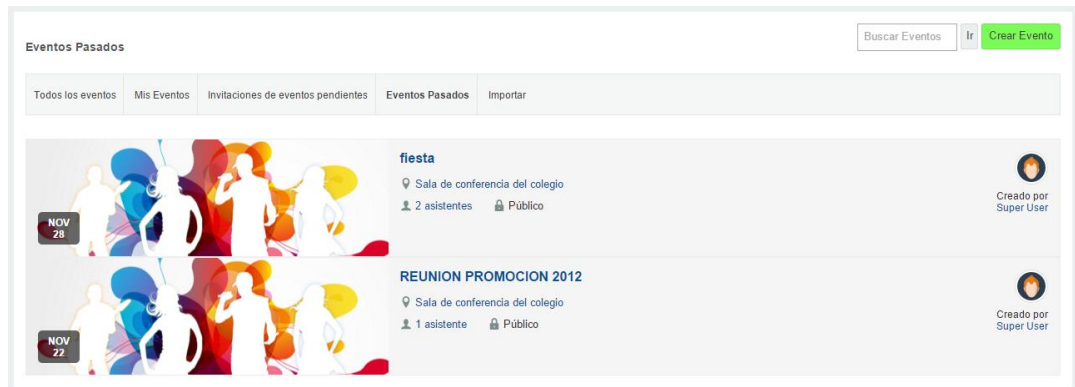 Eventos Pasados
Buscar Eventos Ir Crear Evento
Todos los eventos Mis Eventos Invitaciones de eventos pendientes Eventos Pasados Importar
fiesta
Sala de conferencia del colegio
2 asistentes Público
NOV
28
Creado por
Super User
REUNION PROMOCION 2012
Sala de conferencia del colegio
1 asistente Público
NOV
22
Creado por
Super User